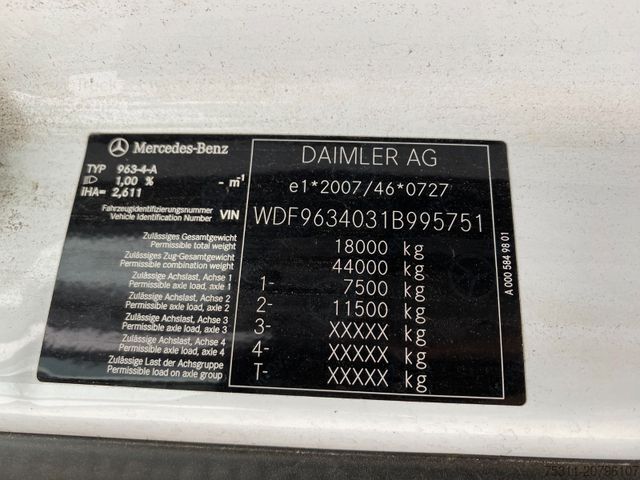 Mercedes-Benz
TYP 963-4-A
1,00 % - m⁻¹
iHA= 2,611
Fahrzeugidentifizierungsnummer
Vehicle Identification Number VIN
Zulässiges Gesamtgewicht
Permissible total weight
Zulässiges Zug-Gesamtgewicht
Permissible combination weight
Zulässige Achslast, Achse 1
Permissible axle load, axle 1
Zulässige Achslast, Achse 2
Permissible axle load, axle 2
Zulässige Achslast, Achse 3
Permissible axle load, axle 3
Zulässige Achslast, Achse 4
Permissible axle load, axle 4
Zulässige Last der Achsgruppe
Permissible load on axle group
DAIMLER AG
e1*2007/46*0727
WDF9634031B995751
18000 kg
44000 kg
1- 7500 kg
2- 11500 kg
3- XXXXX kg
4- XXXXX kg
T- XXXXX kg
A 000 584 98 01
75311-20796107